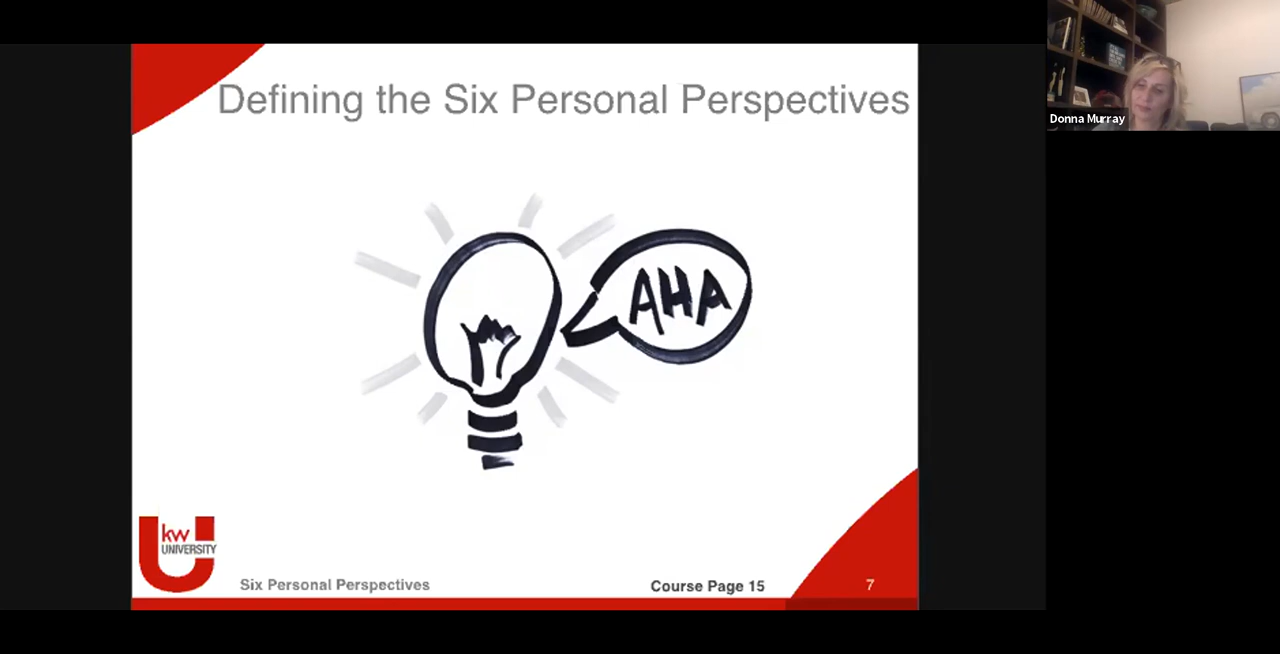 Defining the Six Personal Perspectives
Donna Murray
AHA
kw
UNIVERSITY
Six Personal Perspectives
Course Page 15
7